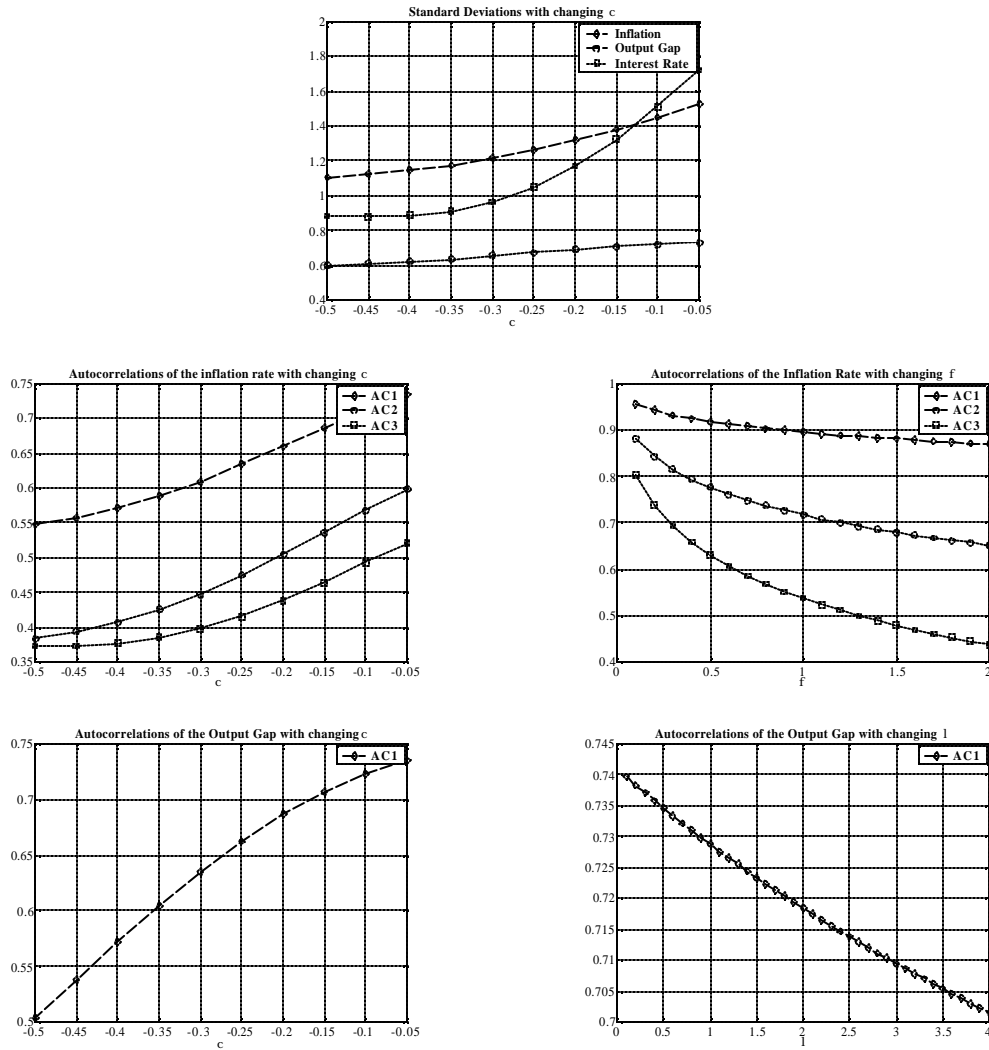 Standard Deviations with changing c
2
1.8
1.6
1.4
1.2
1
0.8
0.6
0.4
Inflation
Output Gap
Interest Rate
-0.5 -0.45 -0.4 -0.35 -0.3 -0.25 -0.2 -0.15 -0.1 -0.05
c
Autocorrelations of the inflation rate with changing c
0.75
0.7
0.65
0.6
0.55
0.5
0.45
0.4
0.35
AC1
AC2
AC3
-0.5 -0.45 -0.4 -0.35 -0.3 -0.25 -0.2 -0.15 -0.1 -0.05
c
Autocorrelations of the Inflation Rate with changing f
1
0.9
0.8
0.7
0.6
0.5
0.4
AC1
AC2
AC3
0 0.5 1 1.5 2
f
Autocorrelations of the Output Gap with changing c
0.75
0.7
0.65
0.6
0.55
0.5
AC1
-0.5 -0.45 -0.4 -0.35 -0.3 -0.25 -0.2 -0.15 -0.1 -0.05
c
Autocorrelations of the Output Gap with changing l
0.745
0.74
0.735
0.73
0.725
0.72
0.715
0.71
0.705
0.7
AC1
0 0.5 1 1.5 2 2.5 3 3.5 4
l